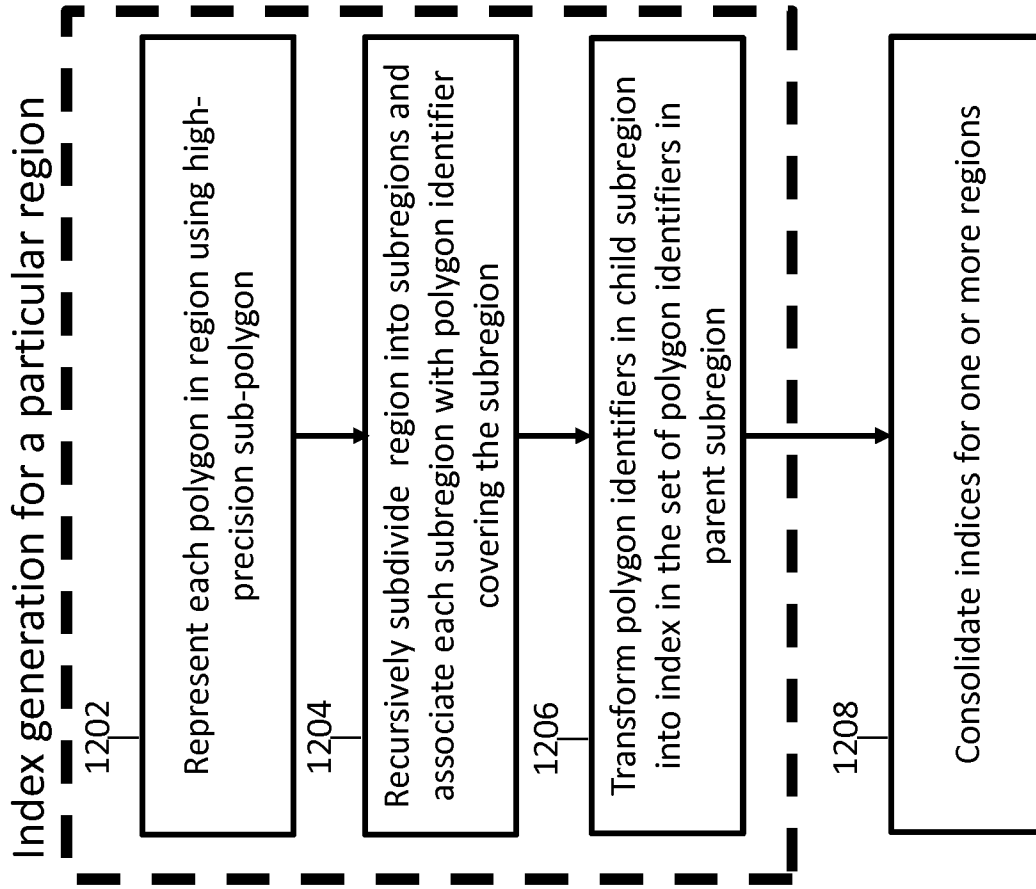 Index generation for a particular region
1202
Represent each polygon in region using high-
precision sub-polygon
1204
Recursively subdivide region into subregions and
associate each subregion with polygon identifier
covering the subregion
1206
Transform polygon identifiers in child subregion
into index in the set of polygon identifiers in
parent subregion
1208
Consolidate indices for one or more regions